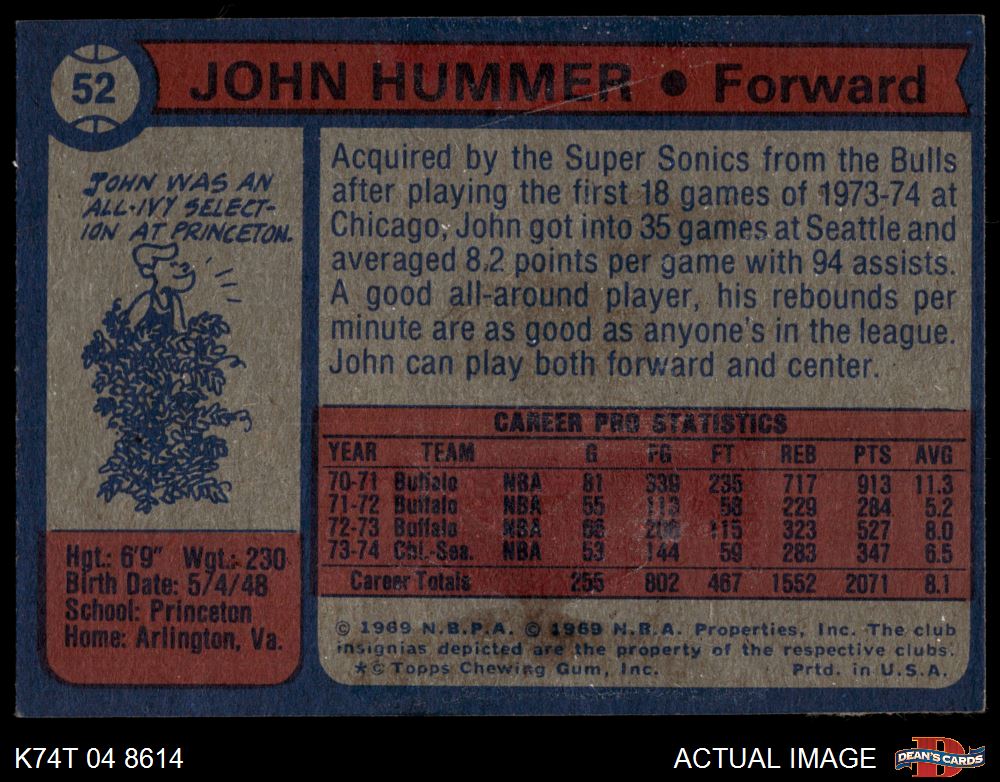 52
JOHN HUMMER ● Forward
JOHN WAS AN
ALL-IVY SELECT-
ION AT PRINCETON.
Hgt.: 6'9" Wgt.: 230
Birth Date: 5/4/48
School: Princeton
Home: Arlington, Va.
Acquired by the Super Sonics from the Bulls
after playing the first 18 games of 1973-74 at
Chicago, John got into 35 games at Seattle and
averaged 8.2 points per game with 94 assists.
A good all-around player, his rebounds per
minute are as good as anyone's in the league.
John can play both forward and center.
CAREER PRO STATISTICS
YEAR TEAM G FG FT REB PTS AVG
70-71 Buffalo NBA 81 339 235 717 913 11.3
71-72 Buffalo NBA 55 113 58 229 284 5.2
72-73 Buffalo NBA 66 206 115 323 527 8.0
73-74 Chi.-Sea. NBA 53 144 59 283 347 6.5
Career Totals 255 802 467 1552 2071 8.1
© 1969 N.B.P.A. © 1969 N.B.A. Properties, Inc. The club
insignias depicted are the property of the respective clubs.
*© Topps Chewing Gum, Inc. Prtd. in U.S.A.
K74T 04 8614
ACTUAL IMAGE
D
DEAN'S CARDS